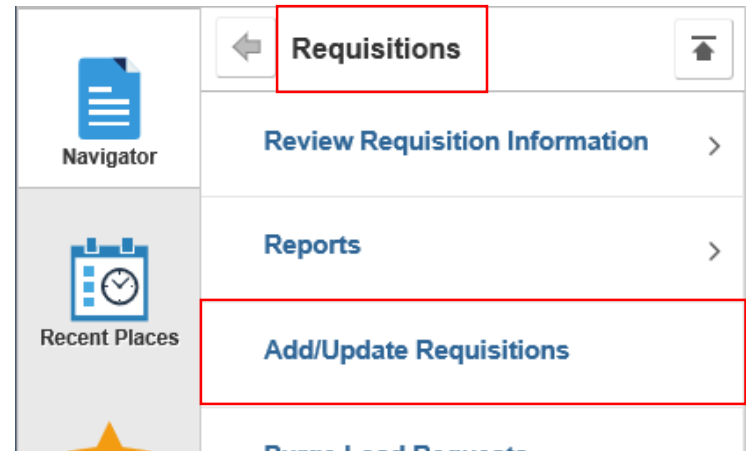 Requisitions
Navigator
Review Requisition Information
Reports
Recent Places
Add/Update Requisitions